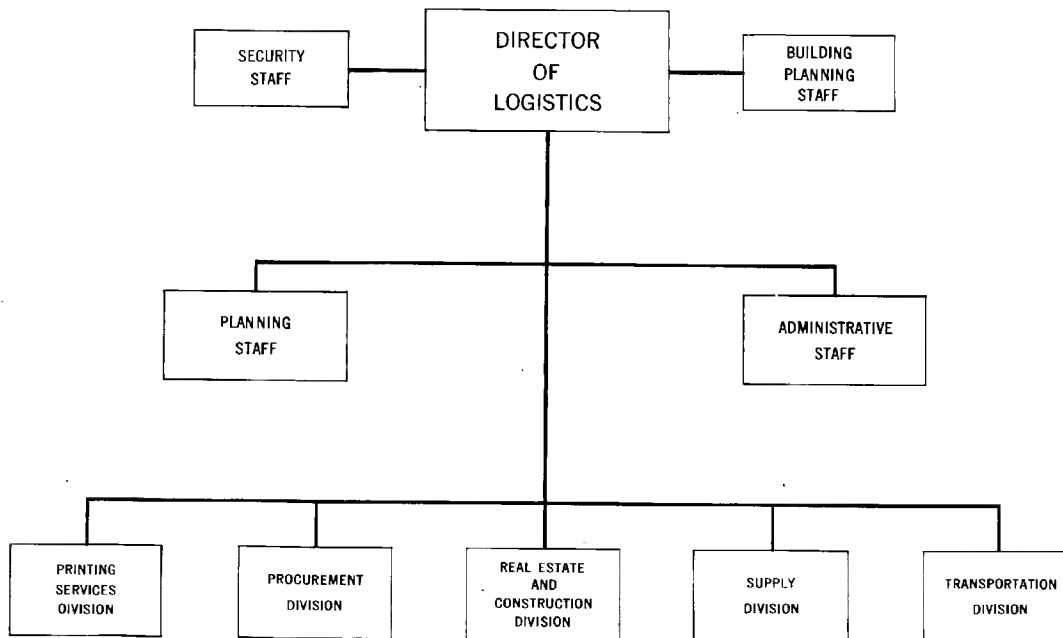 SECURITY
STAFF
DIRECTOR
OF
LOGISTICS
BUILDING
PLANNING
STAFF
PLANNING
STAFF
ADMINISTRATIVE
STAFF
PRINTING
SERVICES
DIVISION
PROCUREMENT
DIVISION
REAL ESTATE
AND
CONSTRUCTION
DIVISION
SUPPLY
DIVISION
TRANSPORTATION
DIVISION